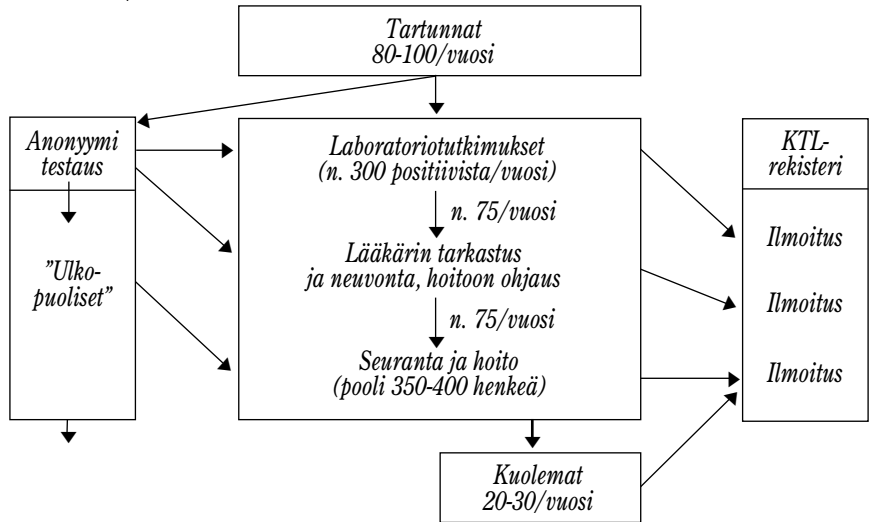 Tartunnat
80-100/vuosi
Anonyymi
testaus
"Ulko-
puoliset"
Laboratoriotutkimukset
(n. 300 positiivista/vuosi)
n. 75/vuosi
Lääkärin tarkastus
ja neuvonta, hoitoon ohjaus
n. 75/vuosi
Seuranta ja hoito
(pooli 350-400 henkeä)
KTL-
rekisteri
Ilmoitus
Ilmoitus
Ilmoitus
Kuolemat
20-30/vuosi